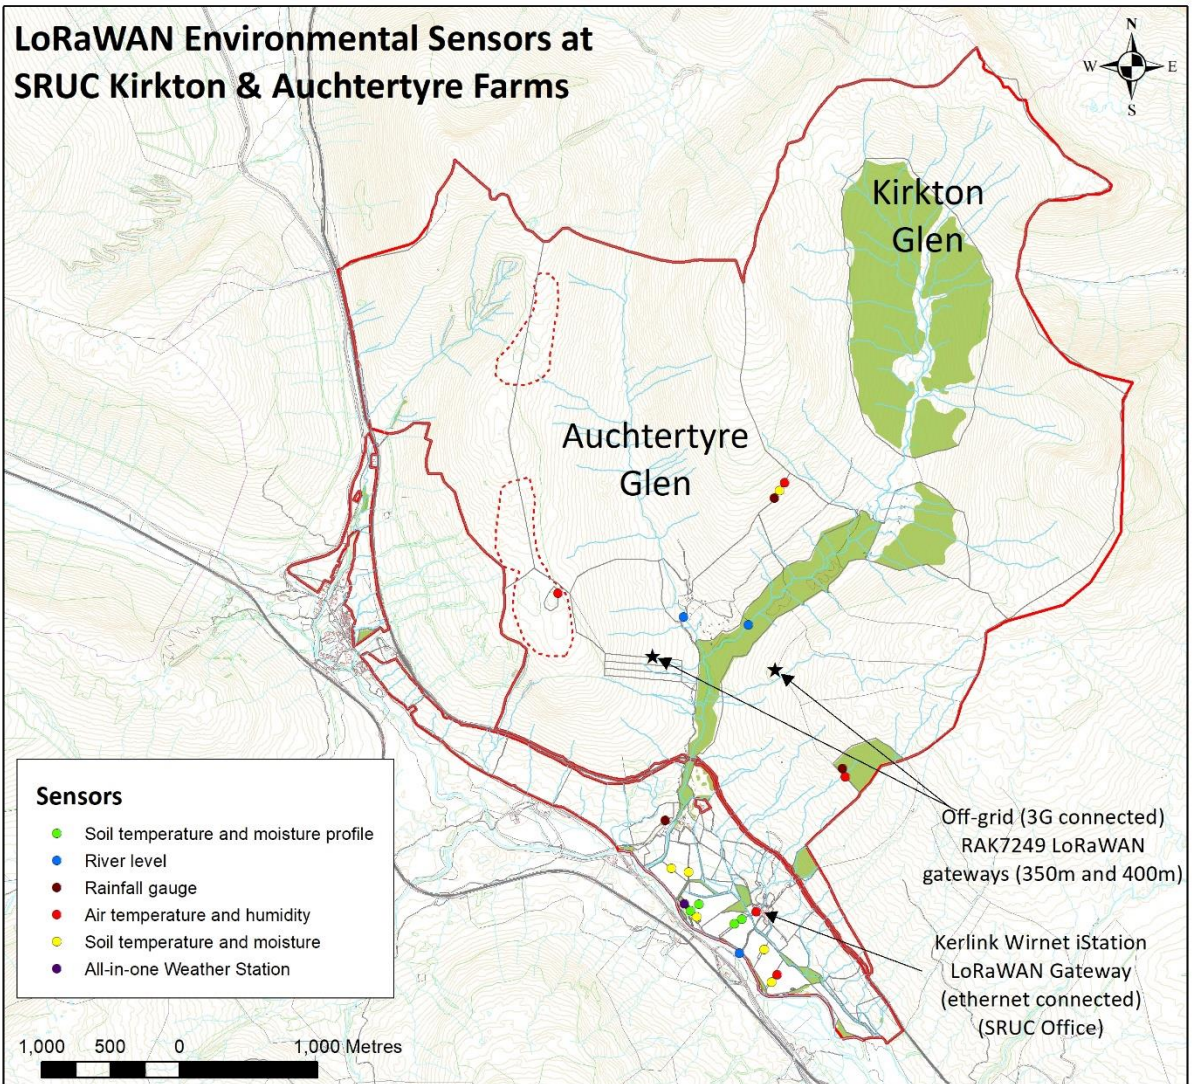 LoRaWAN Environmental Sensors at
SRUC Kirkton & Auchtertyre Farms
N
W E
S
Kirkton
Glen
Auchtertyre
Glen
Sensors
Soil temperature and moisture profile
River level
Rainfall gauge
Air temperature and humidity
Soil temperature and moisture
All-in-one Weather Station
Off-grid (3G connected)
RAK7249 LoRaWAN
gateways (350m and 400m)
Kerlink Wirnet iStation
LoRaWAN Gateway
(ethernet connected)
(SRUC Office)
1,000 500 0 1,000 Metres